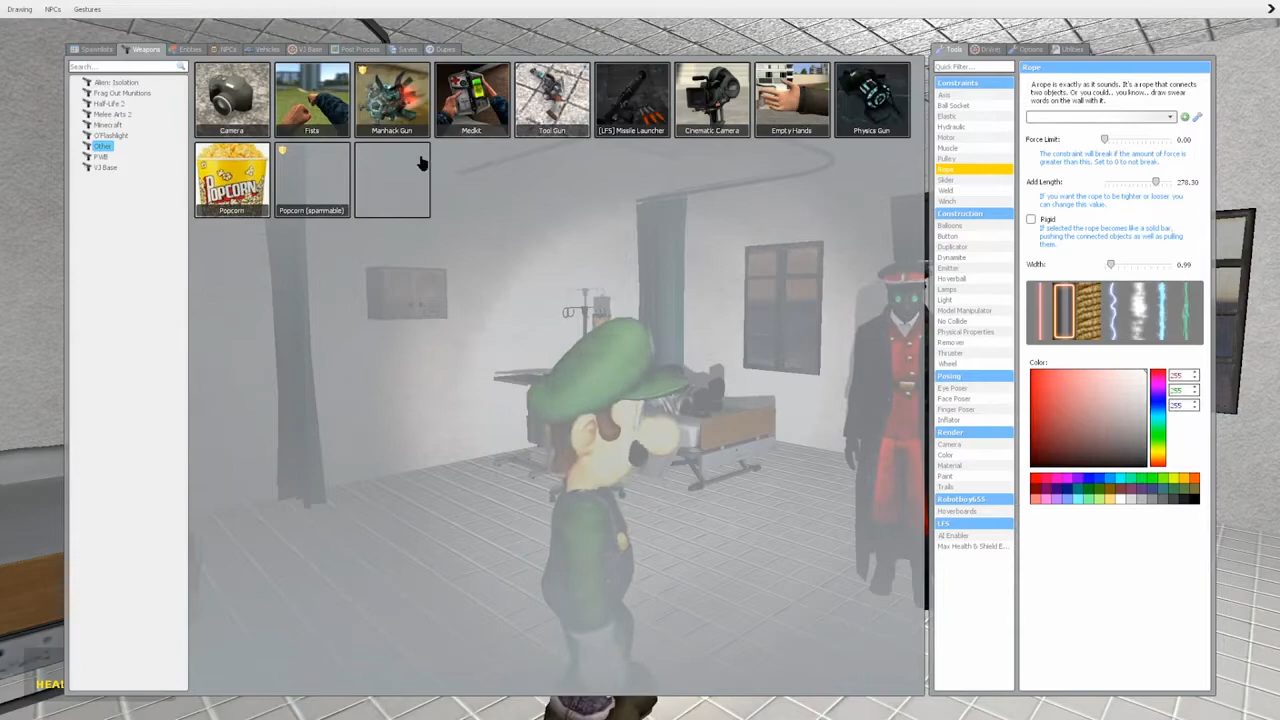 Drawing NPCs Gestures
Spawnlists Weapons Entities NPCs Vehicles VJ Base Post Process Saves Dupes
Search...
Alien: Isolation
Frag Out Munitions
Half-Life 2
Melee Arts 2
Minecraft
O'Flashlight
Other
PWB
VJ Base
Camera Fists Manhack Gun Medkit Tool Gun [LFS] Missile Launcher Cinematic Camera Empty Hands Physics Gun
POPCORN
Popcorn Popcorn (spammable)
HEAL
Tools Options Utilities
Quick Filter...
Constraints
Axis
Ball Socket
Elastic
Hydraulic
Motor
Muscle
Pulley
Rope
Slider
Weld
Winch
Construction
Balloons
Button
Duplicator
Dynamite
Emitter
Hoverball
Lamps
Light
Model Manipulator
No Collide
Physical Properties
Remover
Thruster
Wheel
Posing
Eye Poser
Face Poser
Finger Poser
Inflator
Render
Camera
Color
Material
Paint
Trails
Robotboy655
Hoverboards
LFS
AI Enabler
Max Health & Shield E...
Rope
A rope is exactly as it sounds. It's a rope that connects
two objects. Or you could.. you know.. draw swear
words on the wall with it.
Force Limit: 0.00
The constraint will break if the amount of force is
greater than this. Set to 0 to not break.
Add Length: 278.30
If you want the rope to be tighter or looser you
can change this value.
Rigid
If selected the rope becomes like a solid bar,
pushing the connected objects as well as pulling
them.
Width: 0.99
Color:
255
255
255